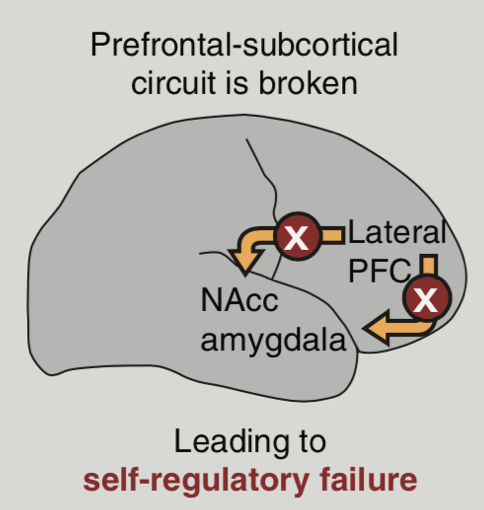 Prefrontal-subcortical
circuit is broken
X
Lateral
PFC
X
NAcc
amygdala
Leading to
self-regulatory failure